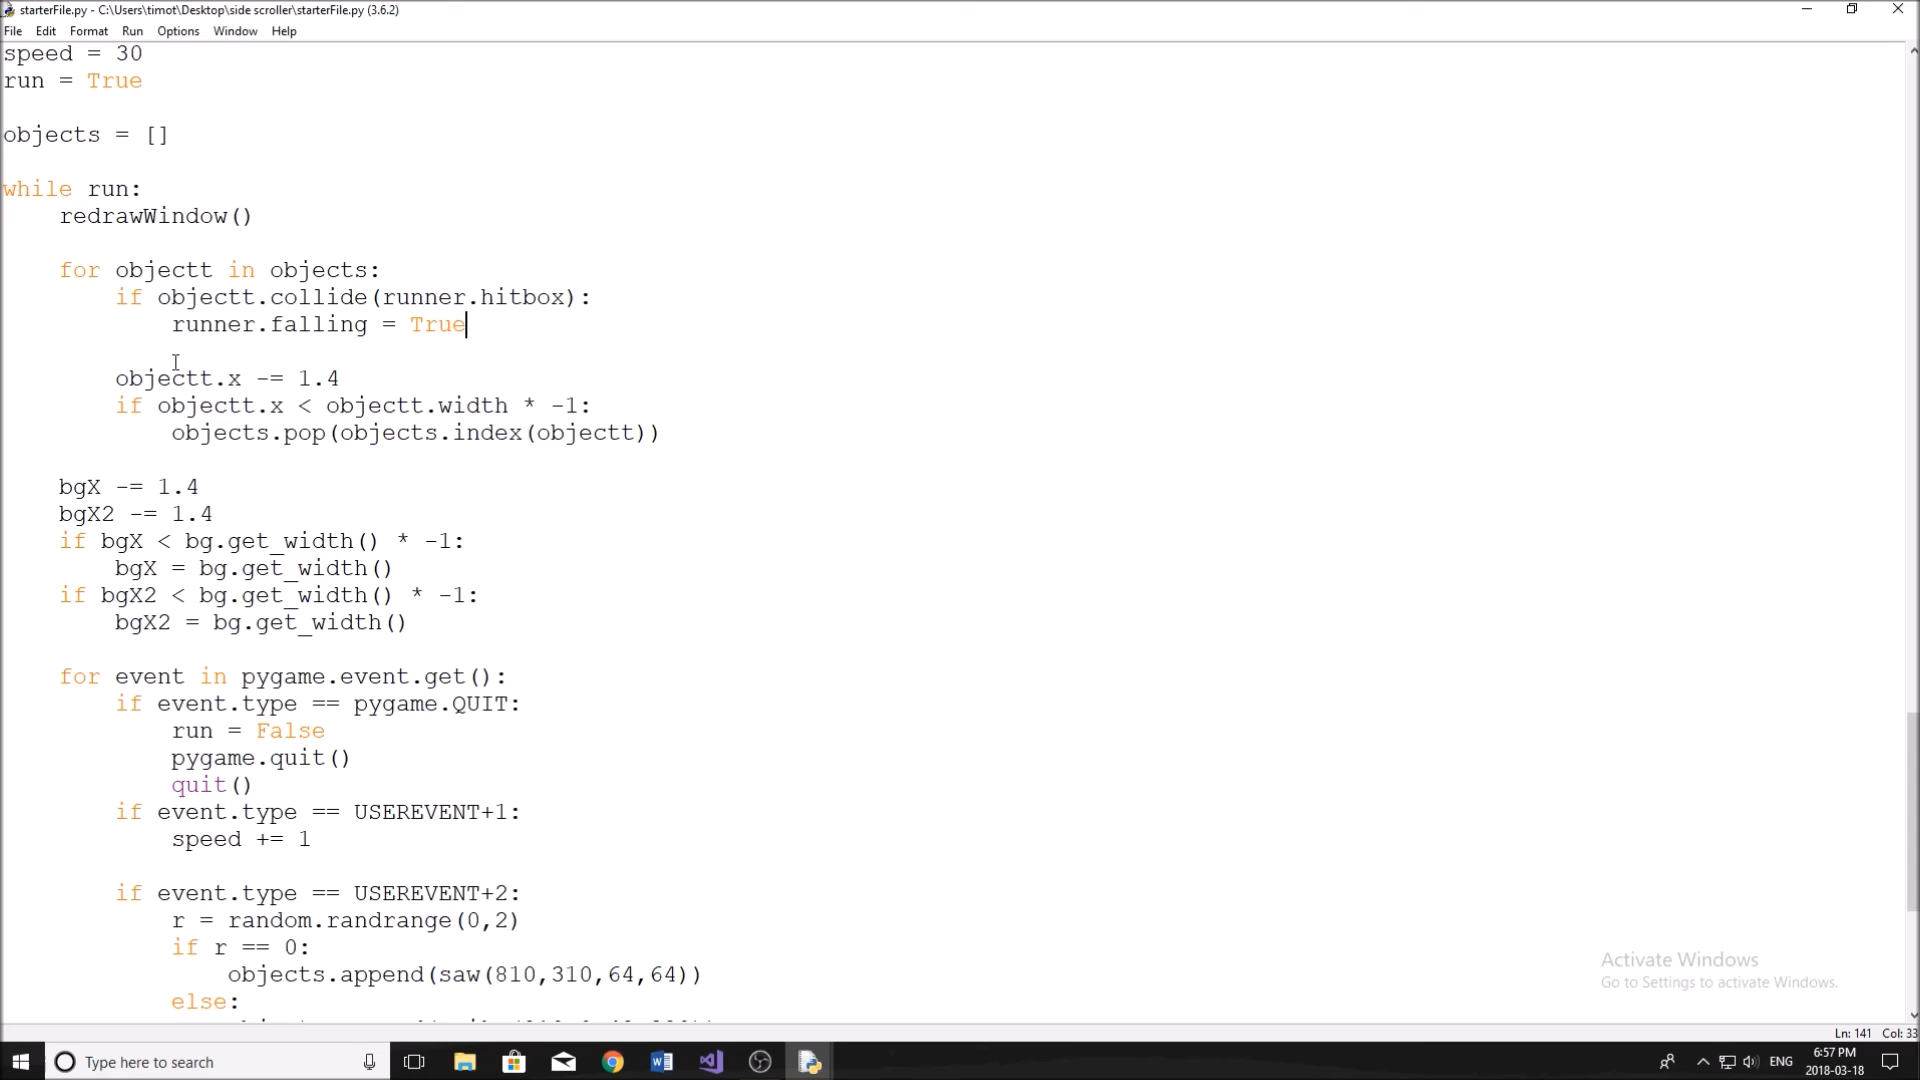 starterFile.py - C:\Users\timot\Desktop\side scroller\starterFile.py (3.6.2)
File Edit Format Run Options Window Help
speed = 30
run = True
objects = []
while run:
    redrawWindow()
    for objectt in objects:
        if objectt.collide(runner.hitbox):
            runner.falling = True
        objectt.x -= 1.4
        if objectt.x < objectt.width * -1:
            objects.pop(objects.index(objectt))
    bgX -= 1.4
    bgX2 -= 1.4
    if bgX < bg.get_width() * -1:
        bgX = bg.get_width()
    if bgX2 < bg.get_width() * -1:
        bgX2 = bg.get_width()
    for event in pygame.event.get():
        if event.type == pygame.QUIT:
            run = False
            pygame.quit()
            quit()
        if event.type == USEREVENT+1:
            speed += 1
        if event.type == USEREVENT+2:
            r = random.randrange(0,2)
            if r == 0:
                objects.append(saw(810,310,64,64))
            else:
Activate Windows
Go to Settings to activate Windows.
Ln: 141 Col: 33
Type here to search
ENG
6:57 PM
2018-03-18